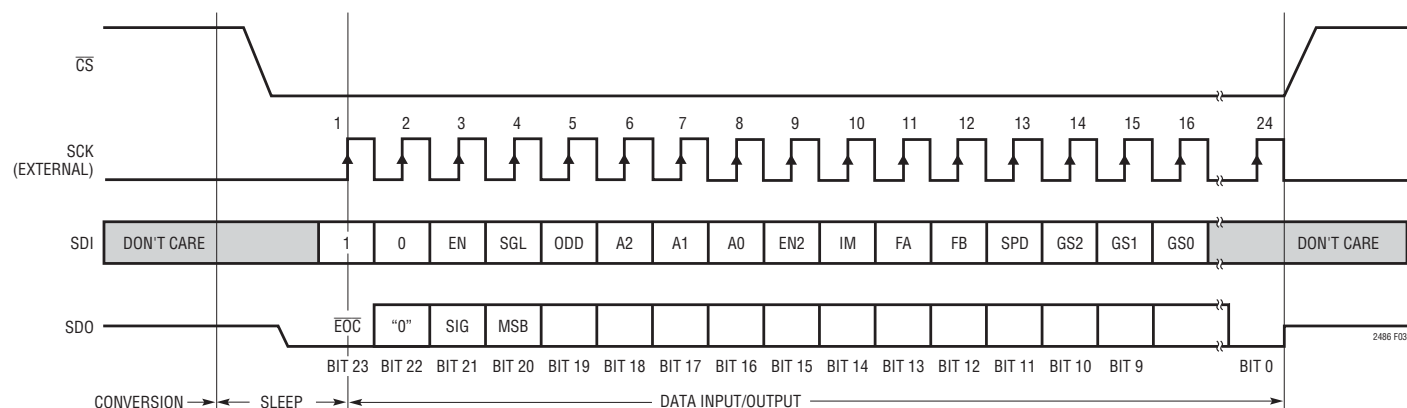 CS
1 2 3 4 5 6 7 8 9 10 11 12 13 14 15 16 24
SCK
(EXTERNAL)
SDI DON'T CARE 1 0 EN SGL ODD A2 A1 A0 EN2 IM FA FB SPD GS2 GS1 GS0 DON'T CARE
SDO EOC “0” SIG MSB
2486 F03
BIT 23 BIT 22 BIT 21 BIT 20 BIT 19 BIT 18 BIT 17 BIT 16 BIT 15 BIT 14 BIT 13 BIT 12 BIT 11 BIT 10 BIT 9 BIT 0
CONVERSION SLEEP DATA INPUT/OUTPUT